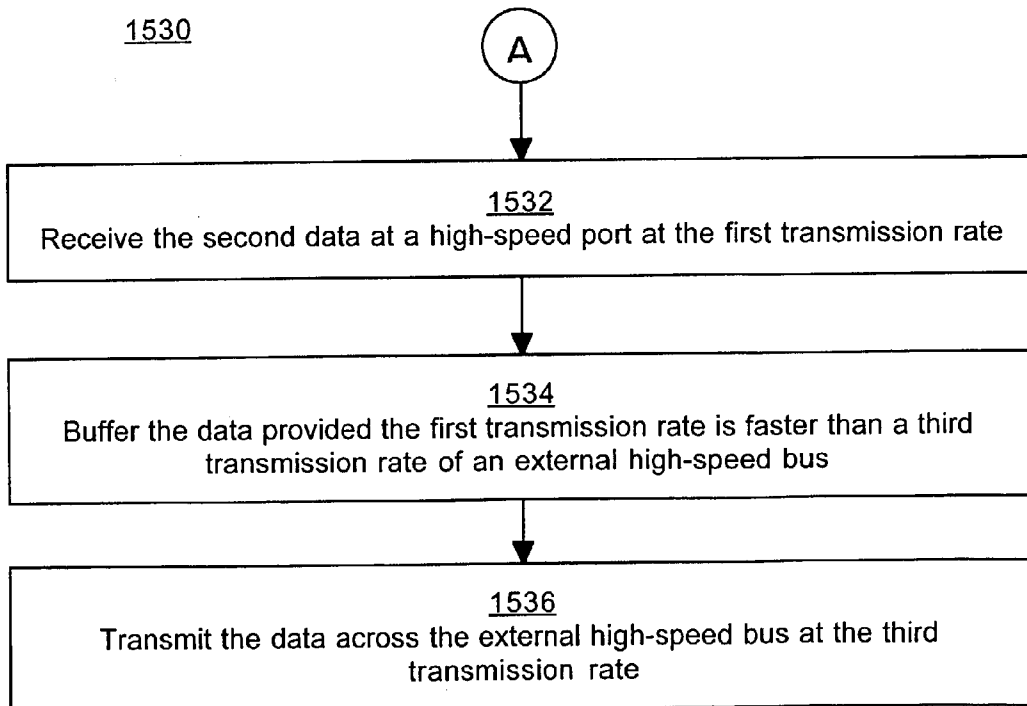 1530
A
1532
Receive the second data at a high-speed port at the first transmission rate
1534
Buffer the data provided the first transmission rate is faster than a third
transmission rate of an external high-speed bus
1536
Transmit the data across the external high-speed bus at the third
transmission rate